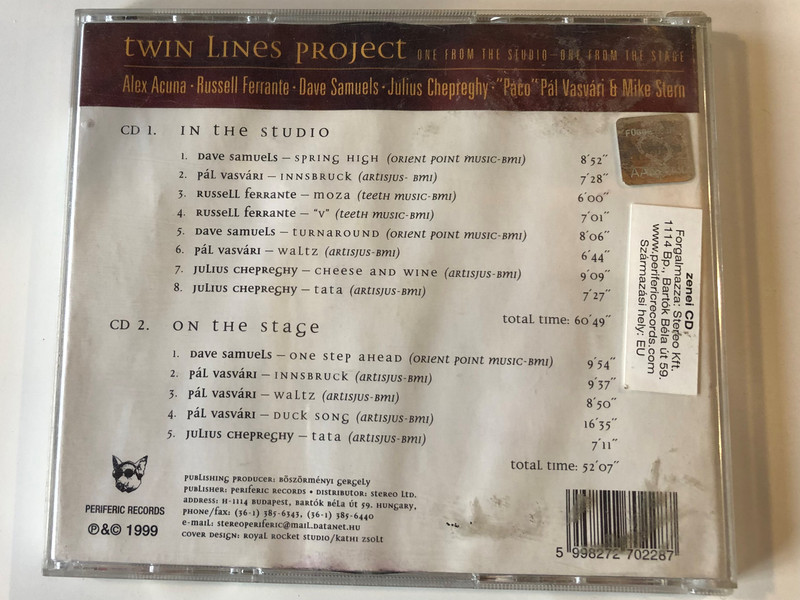 twin Lines project ONE FROM THE STUDIO - ONE FROM THE STAGE
Alex Acuna · Russell Ferrante · Dave Samuels · Julius Chepreghy · "Paco" Pál Vasvári & Mike Stern
CD 1. IN the StuDIO
1. Dave samueLs – spring high (orient point music-BMI) 8'52"
2. páL vasvári – innsbruck (artisjus- BMI) 7'28"
3. russeLL ferrante – moza (teeth music-BMI) 6'00"
4. russeLL ferrante – "v" (teeth music-BMI) 7'01"
5. Dave samueLs – turnaround (orient point music-BMI) 8'06"
6. páL vasvári – waLtz (artisjus-BMI) 6'44"
7. juLius chepreghy – cheese and wine (artisjus-BMI) 9'09"
8. juLius chepreghy – tata (artisjus-BMI) 7'27"
totaL time: 60'49"
CD 2. ON the stage
1. Dave samueLs – one step ahead (orient point music-BMI) 9'54"
2. páL vasvári – innsbruck (artisjus-BMI) 9'37"
3. páL vasvári – waLtz (artisjus-BMI) 8'50"
4. páL vasvári – duck song (artisjus-BMI) 16'35"
5. juLius chepreghy – tata (artisjus-BMI) 7'11"
totaL time: 52'07"
PERIFERIC RECORDS
℗&© 1999
pubLishing producer: Böszörményi gergeLy
pubLisher: periferic records • distributor: stereo Ltd.
address: H-1114 Budapest, Bartók BéLa út 59. Hungary,
phone/fax: (36-1) 385-6343, (36-1) 385-6440
e-maiL: stereoperiferic@maiL.datanet.hu
cover design: royaL rocket studio/kathi zsoLt
5 998272 702287
zenei CD
Forgalmazza: Stereo Kft.
1114 Bp., Bartók Béla út 59.
www.perifericrecords.com
Származási hely: EU